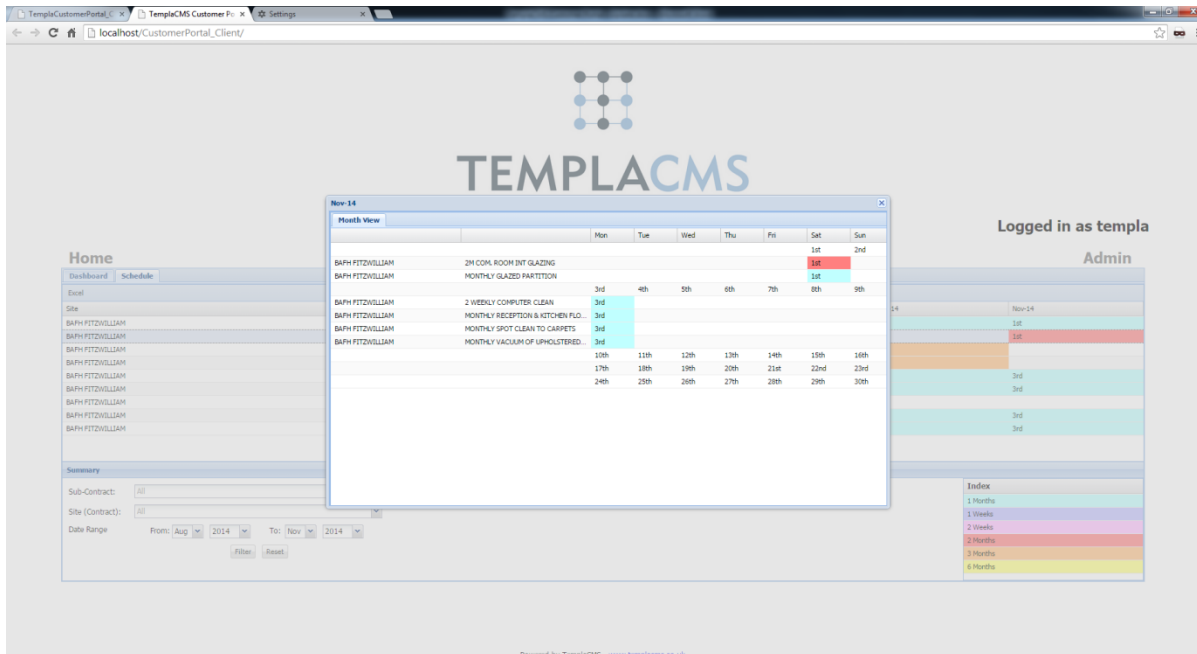 TemplaCustomerPortal_C
TemplaCMS Customer Po
Settings
localhost/CustomerPortal_Client/
TEMPLACMS
Logged in as templa
Home
Admin
Dashboard Schedule
Excel
Site
14 Nov-14
BAFH FITZWILLIAM 1st
BAFH FITZWILLIAM 1st
BAFH FITZWILLIAM
BAFH FITZWILLIAM
BAFH FITZWILLIAM 3rd
BAFH FITZWILLIAM 3rd
BAFH FITZWILLIAM
BAFH FITZWILLIAM 3rd
BAFH FITZWILLIAM 3rd
Nov-14
Month View
Mon Tue Wed Thu Fri Sat Sun
1st 2nd
BAFH FITZWILLIAM 2M COM. ROOM INT GLAZING 1st
BAFH FITZWILLIAM MONTHLY GLAZED PARTITION 1st
3rd 4th 5th 6th 7th 8th 9th
BAFH FITZWILLIAM 2 WEEKLY COMPUTER CLEAN 3rd
BAFH FITZWILLIAM MONTHLY RECEPTION & KITCHEN FLO... 3rd
BAFH FITZWILLIAM MONTHLY SPOT CLEAN TO CARPETS 3rd
BAFH FITZWILLIAM MONTHLY VACUUM OF UPHOLSTERED... 3rd
10th 11th 12th 13th 14th 15th 16th
17th 18th 19th 20th 21st 22nd 23rd
24th 25th 26th 27th 28th 29th 30th
Summary
Sub-Contract: All
Site (Contract): All
Date Range From: Aug 2014 To: Nov 2014
Filter Reset
Index
1 Months
1 Weeks
2 Weeks
2 Months
3 Months
6 Months